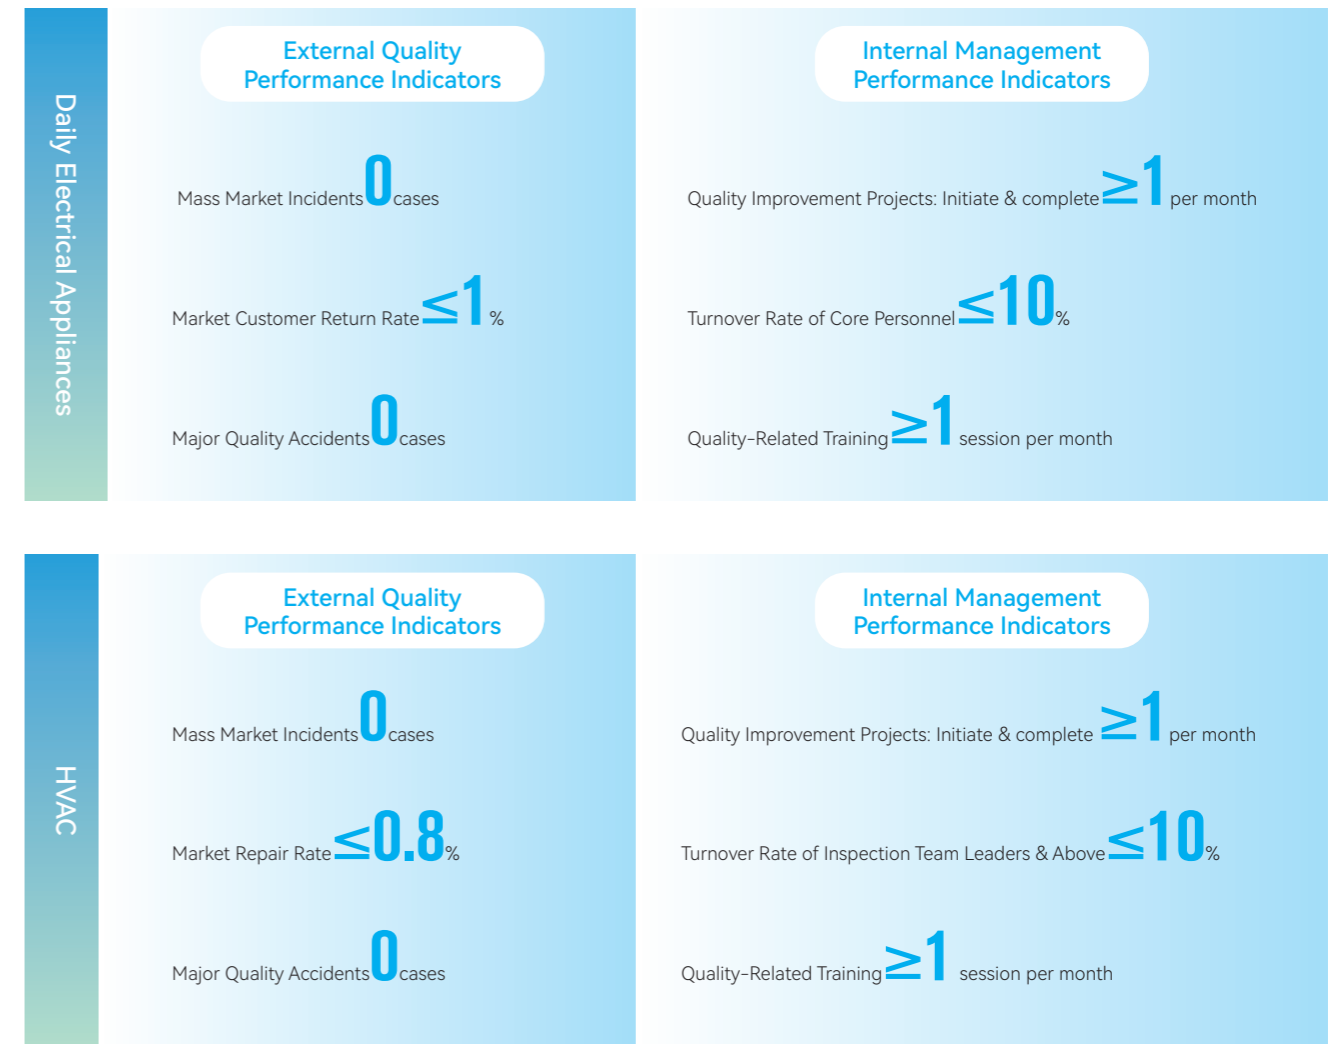 Daily Electrical Appliances
External Quality
Performance Indicators
Mass Market Incidents 0 cases
Market Customer Return Rate ≤1 %
Major Quality Accidents 0 cases
Internal Management
Performance Indicators
Quality Improvement Projects: Initiate & complete ≥1 per month
Turnover Rate of Core Personnel ≤10%
Quality-Related Training ≥1 session per month
HVAC
External Quality
Performance Indicators
Mass Market Incidents 0 cases
Market Repair Rate ≤0.8%
Major Quality Accidents 0 cases
Internal Management
Performance Indicators
Quality Improvement Projects: Initiate & complete ≥1 per month
Turnover Rate of Inspection Team Leaders & Above ≤10%
Quality-Related Training ≥1 session per month